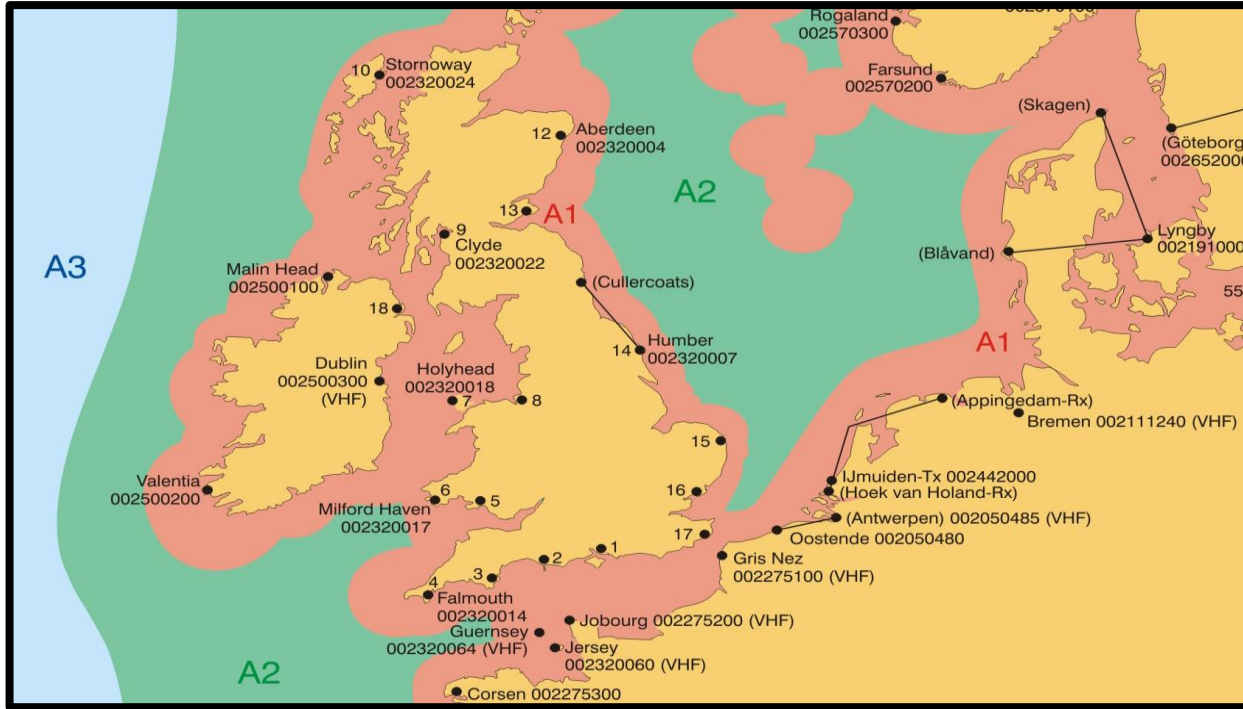 Rogaland
002570300
Farsund
002570200
10
Stornoway
002320024
(Skagen)
12
Aberdeen
002320004
(Göteborg
A2
13
A1
9
Clyde
002320022
Lyngby
002191000
(Blåvand)
A3
Malin Head
002500100
55
18
(Cullercoats)
14
Humber
002320007
A1
Dublin
002500300
(VHF)
Holyhead
002320018
7
8
(Appingedam-Rx)
Bremen 002111240 (VHF)
15
Valentia
002500200
6
5
Milford Haven
002320017
16
IJmuiden-Tx 002442000
(Hoek van Holand-Rx)
(Antwerpen) 002050485 (VHF)
17
Oostende 002050480
1
2
3
4
Gris Nez
002275100 (VHF)
Falmouth
002320014
Guernsey
002320064 (VHF)
Jobourg 002275200 (VHF)
Jersey
002320060 (VHF)
A2
Corsen 002275300